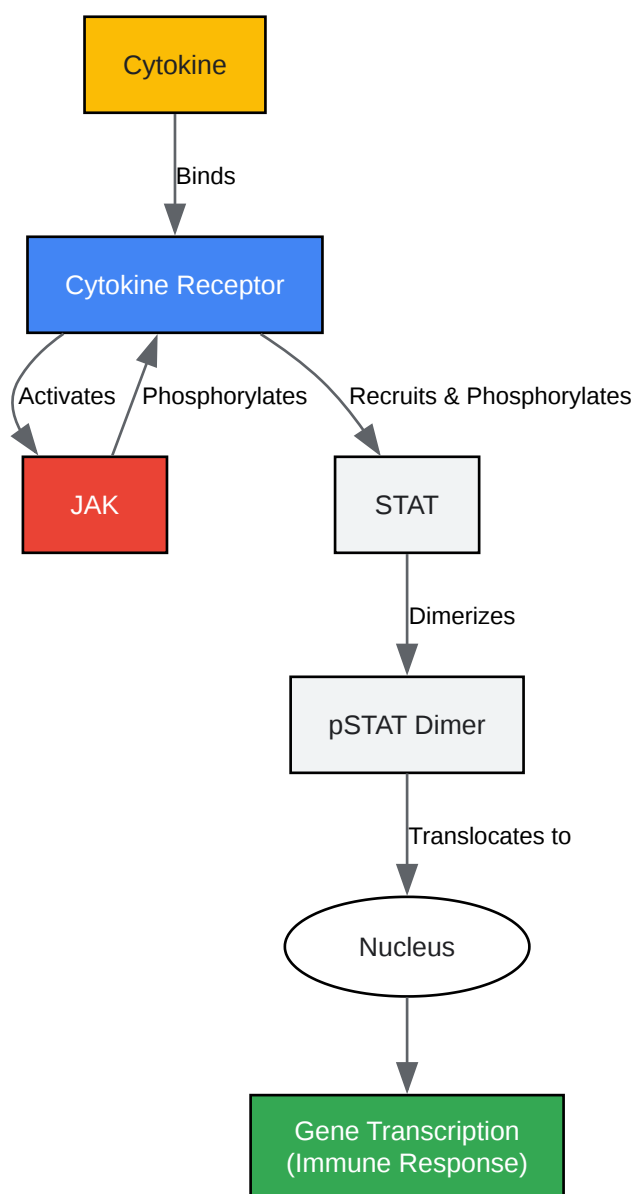 Cytokine
Binds
Cytokine Receptor
Activates
Phosphorylates
Recruits & Phosphorylates
JAK
STAT
Dimerizes
pSTAT Dimer
Translocates to
Nucleus
Gene Transcription
(Immune Response)